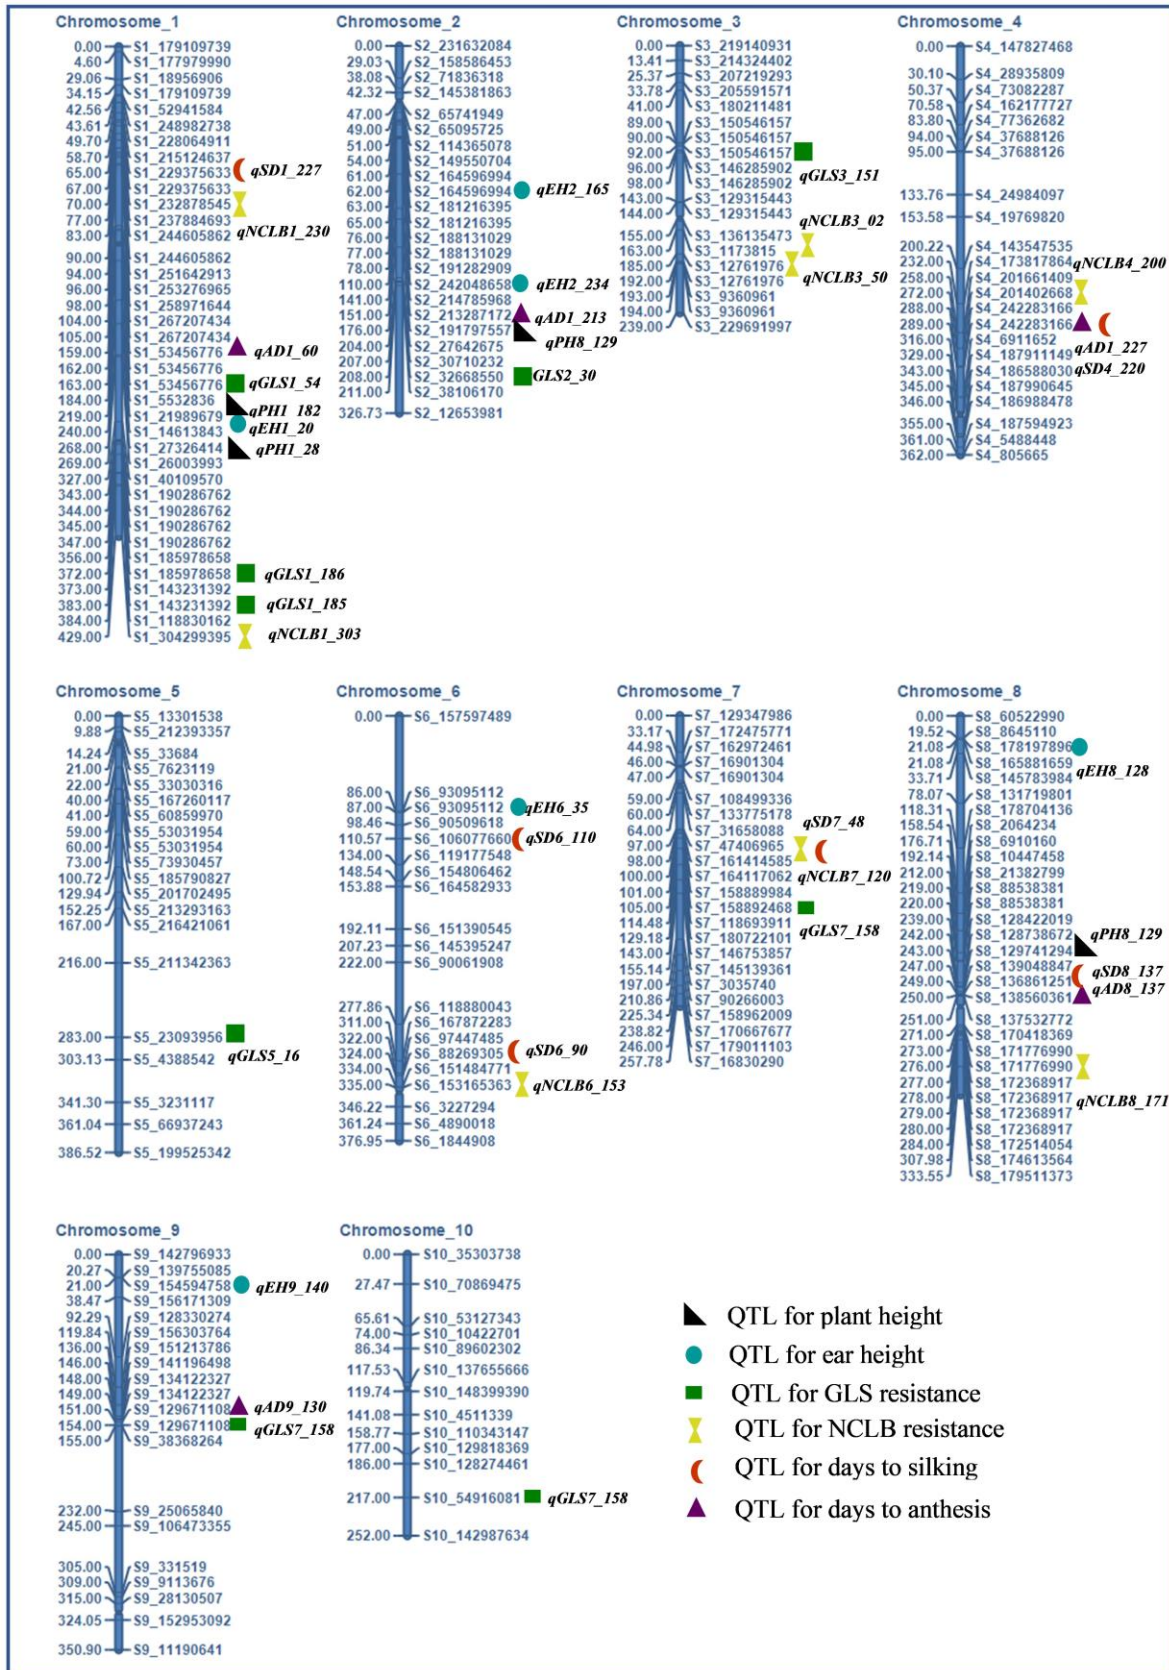 Chromosome_1
0.00 S1_179109739
4.60 S1_177979990
29.06 S1_18956906
34.15 S1_179109739
42.56 S1_52941584
43.61 S1_248982738
49.70 S1_228064911
58.70 S1_215124637
65.00 S1_229375633 qSD1_227
67.00 S1_229375633
70.00 S1_232878545
77.00 S1_237884693
83.00 S1_244605862 qNCLB1_230
90.00 S1_244605862
94.00 S1_251642913
96.00 S1_253276965
98.00 S1_258971644
104.00 S1_267207434
105.00 S1_267207434
159.00 S1_53456776 qAD1_60
162.00 S1_53456776
163.00 S1_53456776 qGLS1_54
184.00 S1_5532836 qPH1_182
219.00 S1_21989679
240.00 S1_14613843 qEH1_20
268.00 S1_27326414 qPH1_28
269.00 S1_26003993
327.00 S1_40109570
343.00 S1_190286762
344.00 S1_190286762
345.00 S1_190286762
347.00 S1_190286762
356.00 S1_185978658
372.00 S1_185978658 qGLS1_186
373.00 S1_143231392
383.00 S1_143231392 qGLS1_185
384.00 S1_118830162
429.00 S1_304299395 qNCLB1_303
Chromosome_2
0.00 S2_231632084
29.03 S2_158586453
38.08 S2_71836318
42.32 S2_145381863
47.00 S2_65741949
49.00 S2_65095725
51.00 S2_114365078
54.00 S2_149550704
61.00 S2_164596994
62.00 S2_164596994 qEH2_165
63.00 S2_181216395
65.00 S2_181216395
76.00 S2_188131029
77.00 S2_188131029
78.00 S2_191282909
110.00 S2_242048658 qEH2_234
141.00 S2_214785968
151.00 S2_213287172 qAD1_213
176.00 S2_191797557
204.00 S2_27642675 qPH8_129
207.00 S2_30710232
208.00 S2_32668550 GLS2_30
211.00 S2_38106170
326.73 S2_12653981
Chromosome_3
0.00 S3_219140931
13.41 S3_214324402
25.37 S3_207219293
33.78 S3_205591571
41.00 S3_180211481
89.00 S3_150546157
90.00 S3_150546157
92.00 S3_150546157
96.00 S3_146285902 qGLS3_151
98.00 S3_146285902
143.00 S3_129315443
144.00 S3_129315443 qNCLB3_02
155.00 S3_136135473
163.00 S3_1173815
185.00 S3_12761976
192.00 S3_12761976 qNCLB3_50
193.00 S3_9360961
194.00 S3_9360961
239.00 S3_229691997
Chromosome_4
0.00 S4_147827468
30.10 S4_28935809
50.37 S4_73082287
70.58 S4_162177727
83.80 S4_77362682
94.00 S4_37688126
95.00 S4_37688126
133.76 S4_24984097
153.58 S4_19769820
200.22 S4_143547535
232.00 S4_173817864 qNCLB4_200
258.00 S4_201661409
272.00 S4_201402668
288.00 S4_242283166
289.00 S4_242283166
316.00 S4_6911652 qAD1_227
329.00 S4_187911149
343.00 S4_186588030 qSD4_220
345.00 S4_187990645
346.00 S4_186988478
355.00 S4_187594923
361.00 S4_5488448
362.00 S4_805665
Chromosome_5
0.00 S5_13301538
9.88 S5_212393357
14.24 S5_33684
21.00 S5_7623119
22.00 S5_33030316
40.00 S5_167260117
41.00 S5_60859970
59.00 S5_53031954
60.00 S5_53031954
73.00 S5_73930457
100.72 S5_185790827
129.94 S5_201702495
152.25 S5_213293163
167.00 S5_216421061
216.00 S5_211342363
283.00 S5_23093956
303.13 S5_4388542 qGLS5_16
341.30 S5_3231117
361.04 S5_66937243
386.52 S5_199525342
Chromosome_6
0.00 S6_157597489
86.00 S6_93095112
87.00 S6_93095112 qEH6_35
98.46 S6_90509618
110.57 S6_106077660 qSD6_110
134.00 S6_119177548
148.54 S6_154806462
153.88 S6_164582933
192.11 S6_151390545
207.23 S6_145395247
222.00 S6_90061908
277.86 S6_118880043
311.00 S6_167872283
322.00 S6_97447485
324.00 S6_88269305 qSD6_90
334.00 S6_151484771
335.00 S6_153165363 qNCLB6_153
346.22 S6_3227294
361.24 S6_4890018
376.95 S6_1844908
Chromosome_7
0.00 S7_129347986
33.17 S7_172475771
44.98 S7_162972461
46.00 S7_16901304
47.00 S7_16901304
59.00 S7_108499336
60.00 S7_133775178
64.00 S7_31658088 qSD7_48
97.00 S7_47406965
98.00 S7_161414585
100.00 S7_164117062 qNCLB7_120
101.00 S7_158889984
105.00 S7_158892468
114.48 S7_118693911 qGLS7_158
129.18 S7_180722101
143.00 S7_146753857
155.14 S7_145139361
197.00 S7_3035740
210.86 S7_90266003
225.34 S7_158962009
238.82 S7_170667677
246.00 S7_179011103
257.78 S7_16830290
Chromosome_8
0.00 S8_60522990
19.52 S8_8645110
21.08 S8_178197896
21.08 S8_165881659 qEH8_128
33.71 S8_145783984
78.07 S8_131719801
118.31 S8_178704136
158.54 S8_2064234
176.71 S8_6910160
192.14 S8_10447458
212.00 S8_21382799
219.00 S8_88538381
220.00 S8_88538381
239.00 S8_128422019
242.00 S8_128738672 qPH8_129
243.00 S8_129741294
247.00 S8_139048847 qSD8_137
249.00 S8_136861251 qAD8_137
250.00 S8_138560361
251.00 S8_137532772
271.00 S8_170418369
273.00 S8_171776990
276.00 S8_171776990
277.00 S8_172368917
278.00 S8_172368917 qNCLB8_171
279.00 S8_172368917
280.00 S8_172368917
284.00 S8_172514054
307.98 S8_174613564
333.55 S8_179511373
Chromosome_9
0.00 S9_142796933
20.27 S9_139755085
21.00 S9_154594758 qEH9_140
38.47 S9_156171309
92.29 S9_128330274
119.84 S9_156303764
136.00 S9_151213786
146.00 S9_141196498
148.00 S9_134122327
149.00 S9_134122327
151.00 S9_129671108 qAD9_130
154.00 S9_129671108 qGLS7_158
155.00 S9_38368264
232.00 S9_25065840
245.00 S9_106473355
305.00 S9_331519
309.00 S9_9113676
315.00 S9_28130507
324.05 S9_152953092
350.90 S9_11190641
Chromosome_10
0.00 S10_35303738
27.47 S10_70869475
65.61 S10_53127343
74.00 S10_10422701
86.34 S10_89602302
117.53 S10_137655666
119.74 S10_148399390
141.08 S10_4511339
158.77 S10_110343147
177.00 S10_129818369
186.00 S10_128274461
217.00 S10_54916081 qGLS7_158
252.00 S10_142987634
QTL for plant height
QTL for ear height
QTL for GLS resistance
QTL for NCLB resistance
QTL for days to silking
QTL for days to anthesis